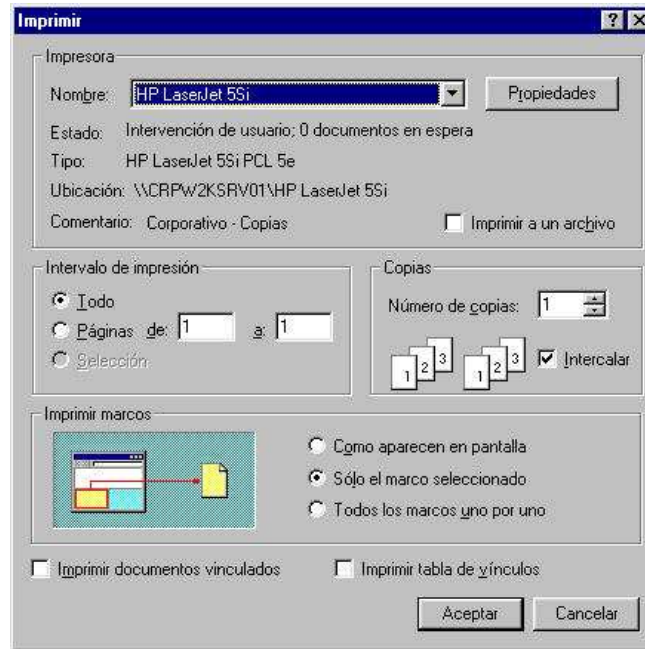 Imprimir
Impresora
Nombre: HP LaserJet 5Si Propiedades
Estado: Intervención de usuario; 0 documentos en espera
Tipo: HP LaserJet 5Si PCL 5e
Ubicación: \\CRPW2KSRV01\HP LaserJet 5Si
Comentario: Corporativo - Copias Imprimir a un archivo
Intervalo de impresión
Todo
Páginas de: 1 a: 1
Selección
Copias
Número de copias: 1
1 2 3 1 2 3 Intercalar
Imprimir marcos
Como aparecen en pantalla
Sólo el marco seleccionado
Todos los marcos uno por uno
Imprimir documentos vinculados Imprimir tabla de vínculos
Aceptar Cancelar